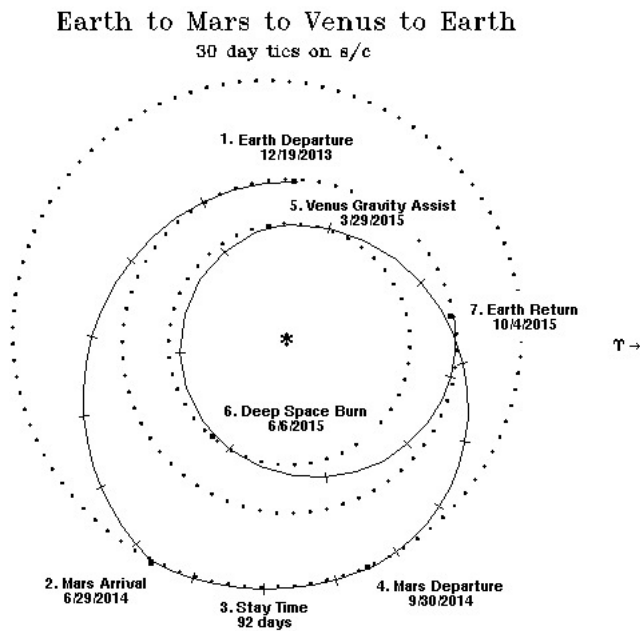 Earth to Mars to Venus to Earth
30 day tics on s/c
1. Earth Departure
12/19/2013
5. Venus Gravity Assist
3/29/2015
7. Earth Return
10/4/2015
♈→
6. Deep Space Burn
6/6/2015
2. Mars Arrival
6/29/2014
3. Stay Time
92 days
4. Mars Departure
9/30/2014